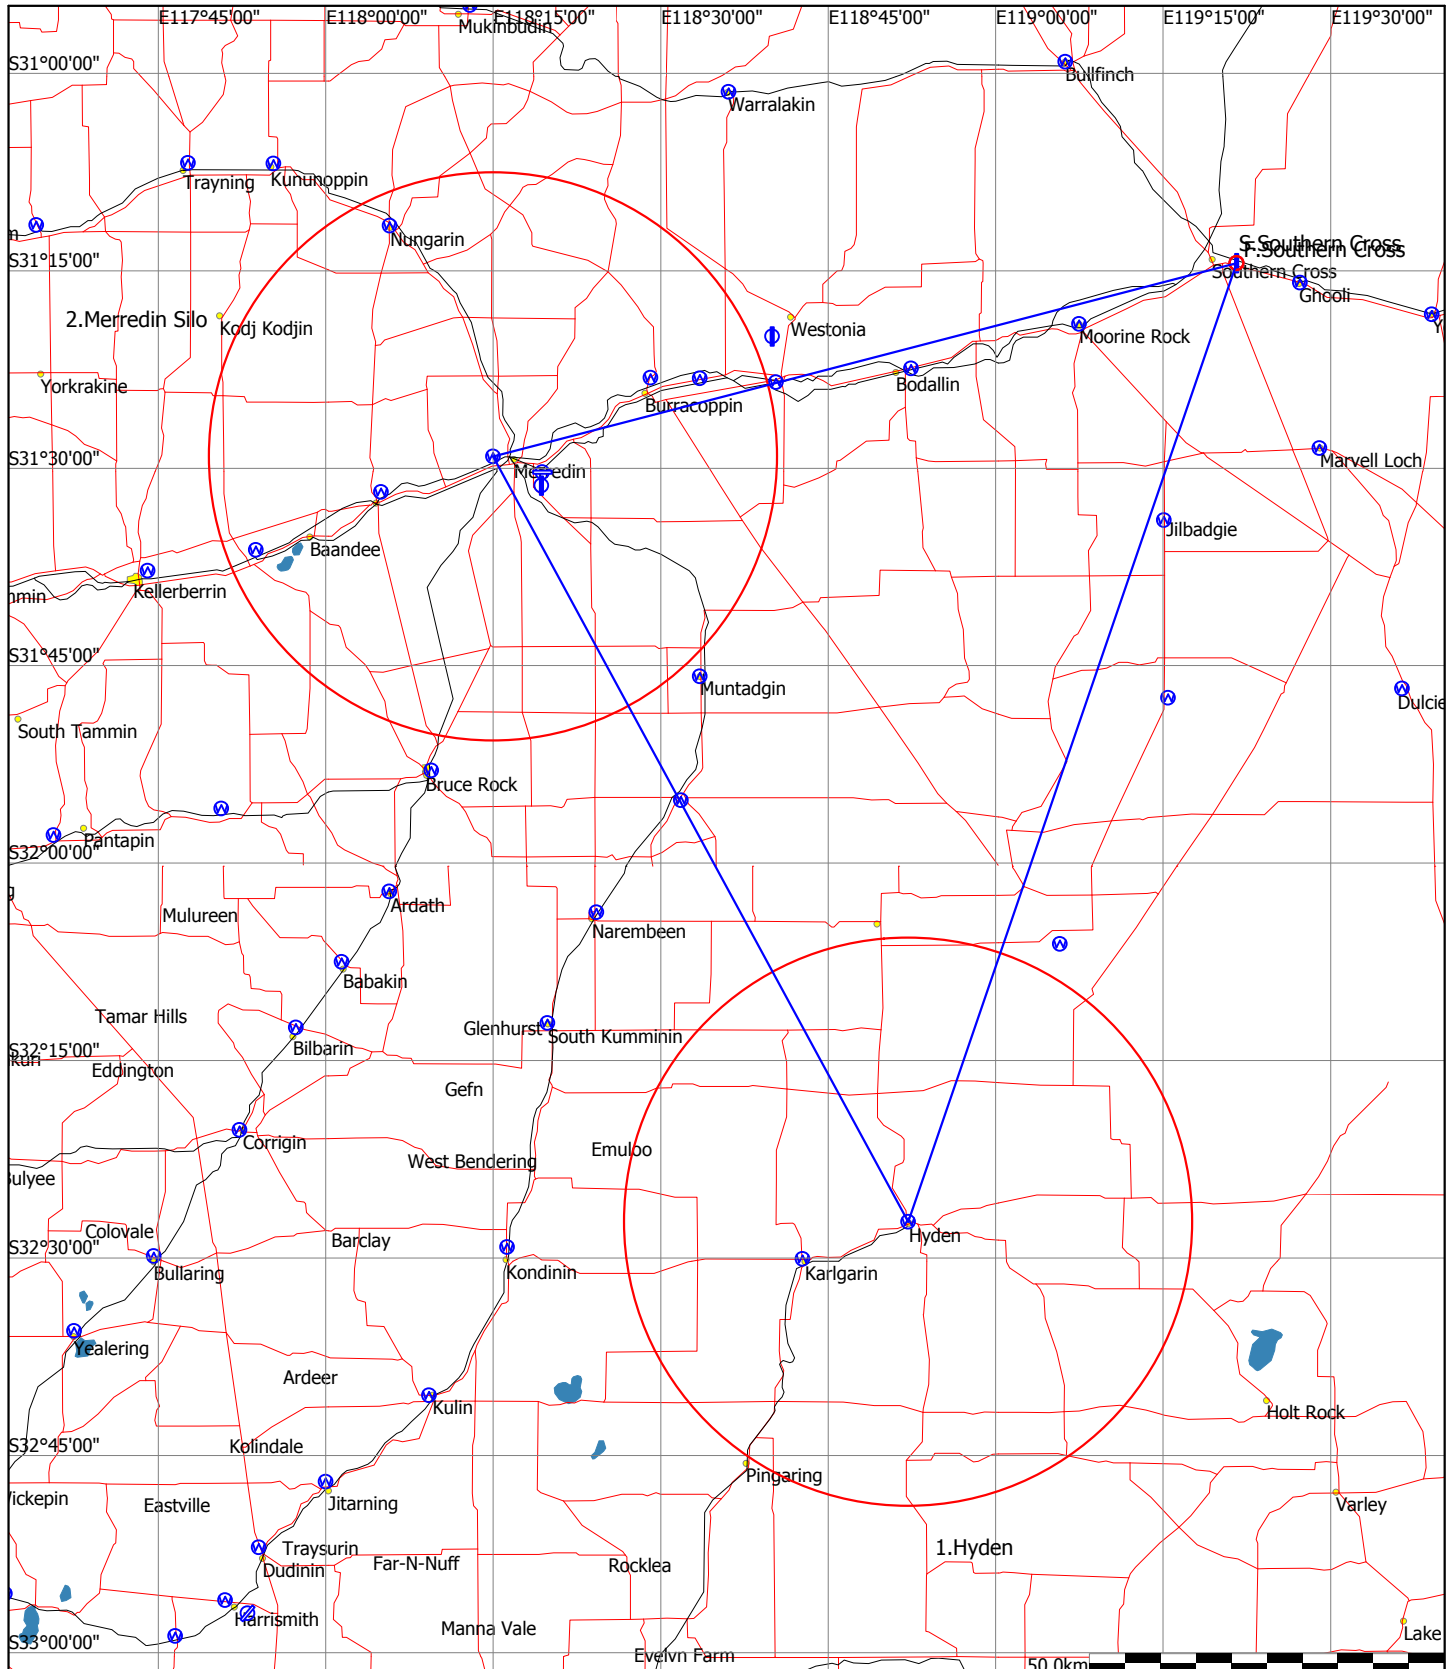 E117°45'00"
E118°00'00"
E118°15'00"
E118°30'00"
E118°45'00"
E119°00'00"
E119°15'00"
E119°30'00"
Mukinbudin
S31°00'00"
Bullfinch
Warralakin
Trayning
Kununoppin
Nungarin
S.Southern Cross
F.Southern Cross
S31°15'00"
Southern Cross
Ghooli
2.Merredin Silo
Kodj Kodjin
Westonia
Moorine Rock
Yorkrakine
Bodallin
Burracoppin
S31°30'00"
Merredin
Marvell Loch
Jilbadgie
Baandee
Kellerberrin
nmin
S31°45'00"
Muntadgin
Dulcie
South Tammin
Bruce Rock
Pantapin
S32°00'00"
Ardath
Mulureen
Narembeen
Babakin
Tamar Hills
Glenhurst
South Kumminin
Bilbarin
S32°15'00"
kuri
Eddington
Gefn
Corrigin
Emuloo
West Bendering
Bulyee
Colovale
Barclay
Hyden
S32°30'00"
Bullaring
Kondinin
Karlgarin
Yealering
Ardeer
Kulin
Holt Rock
S32°45'00"
Kolindale
Pingaring
Wickepin
Eastville
Jitarning
Varley
Traysurin
1.Hyden
Dudinin
Far-N-Nuff
Rocklea
Harrismith
Manna Vale
Lake
S33°00'00"
Evelyn Farm
50.0km